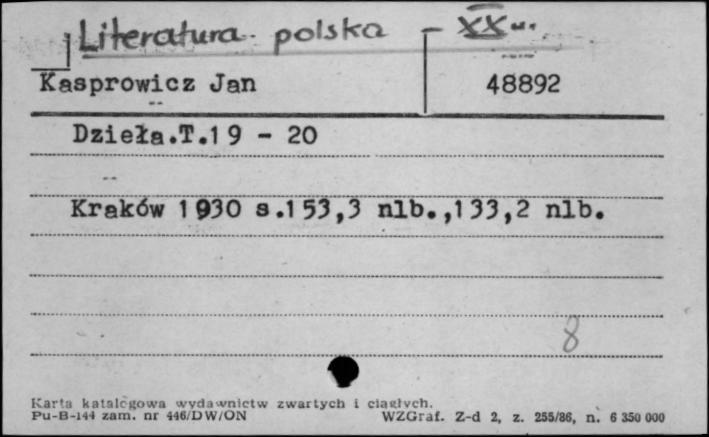 Literatura polska - XX w.
Kasprowicz Jan 48892
Dzieła.T.19 - 20
Kraków 1930 s.153,3 nlb.,133,2 nlb.
8
Karta katalogowa wydawnictw zwartych i ciągłych.
Pu-B-144 zam. nr 446/DW/ON WZGraf. Z-d 2, z. 255/86, n. 6 350 000